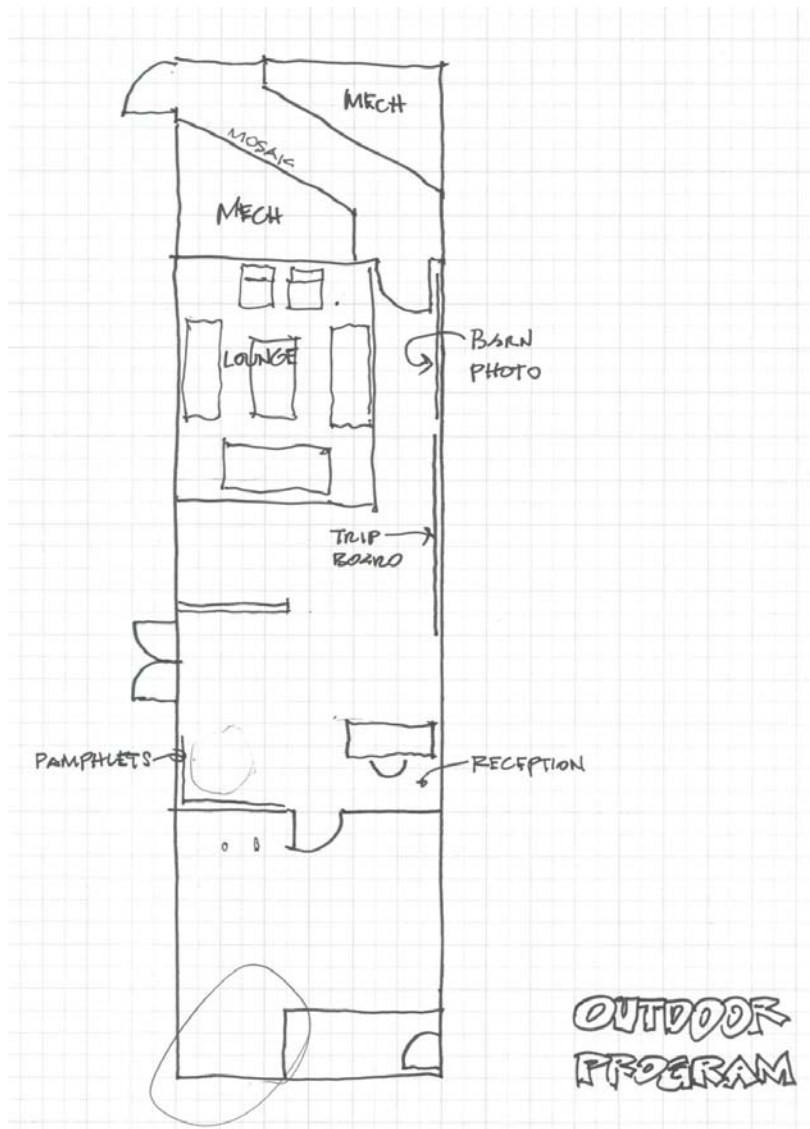 MECH
MOSAIC
MECH
LOUNGE
BARN
PHOTO
TRIP
BOARD
PAMPHLETS
RECEPTION
OUTDOOR
PROGRAM